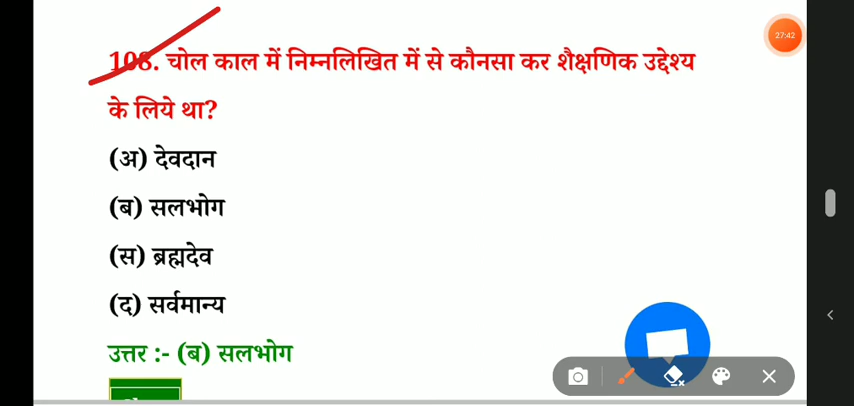 27:42
108. चोल काल में निम्नलिखित में से कौनसा कर शैक्षणिक उद्देश्य
के लिये था?
(अ) देवदान
(ब) सलभोग
(स) ब्रह्मदेव
(द) सर्वमान्य
उत्तर :- (ब) सलभोग